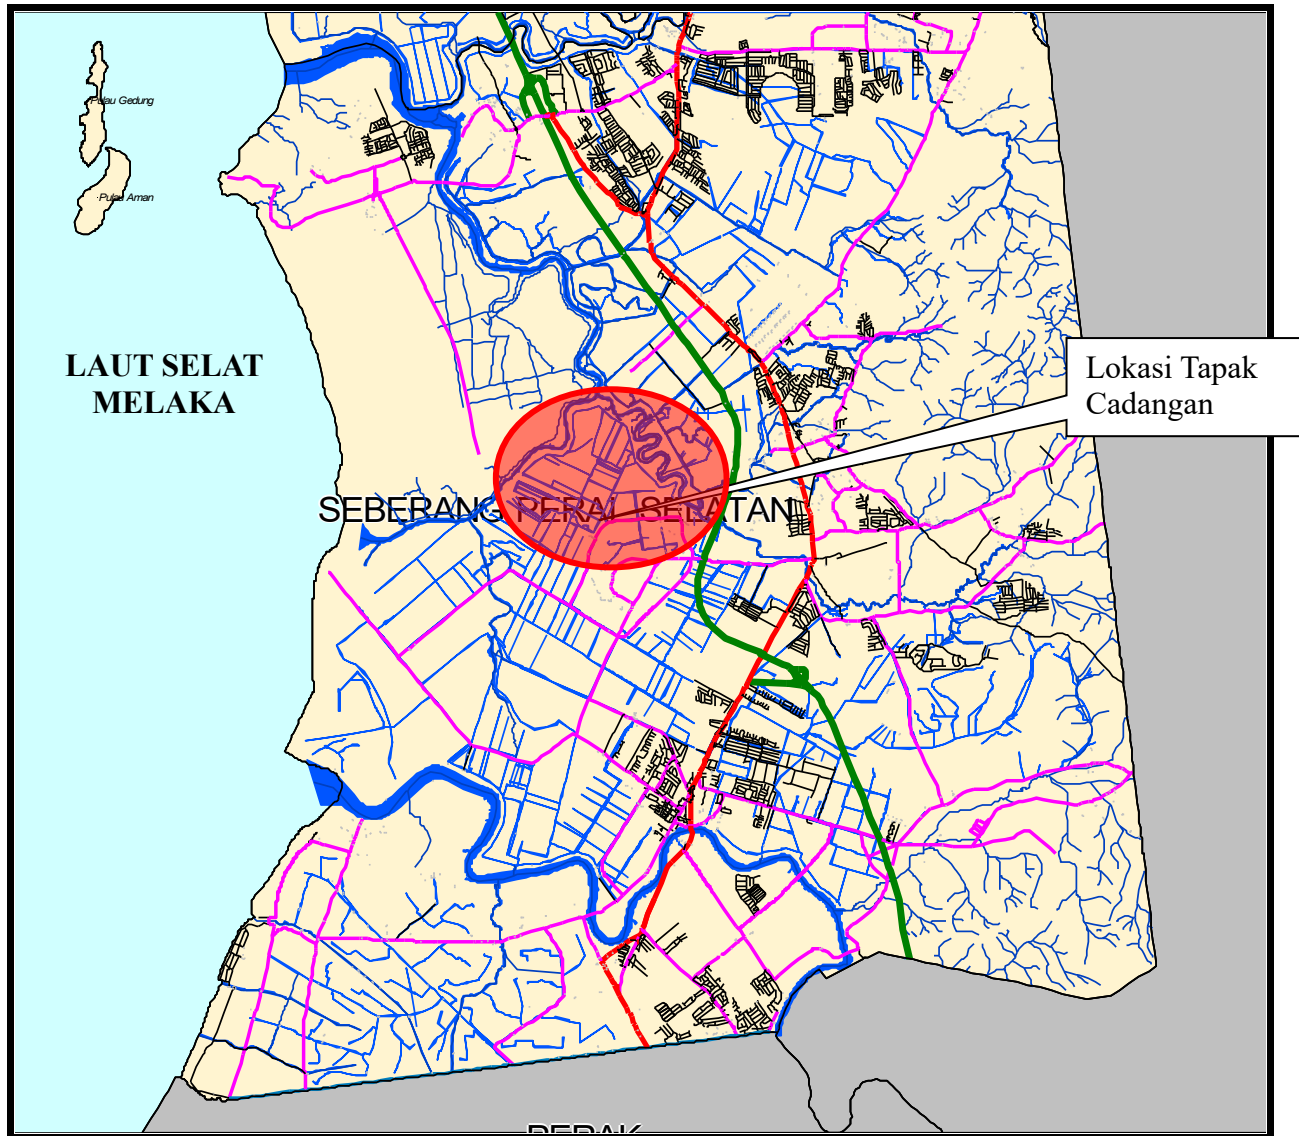 Pulau Gedung
Pulau Aman
LAUT SELAT
MELAKA
Lokasi Tapak
Cadangan
SEBERANG PERAI SELATAN
PERAK